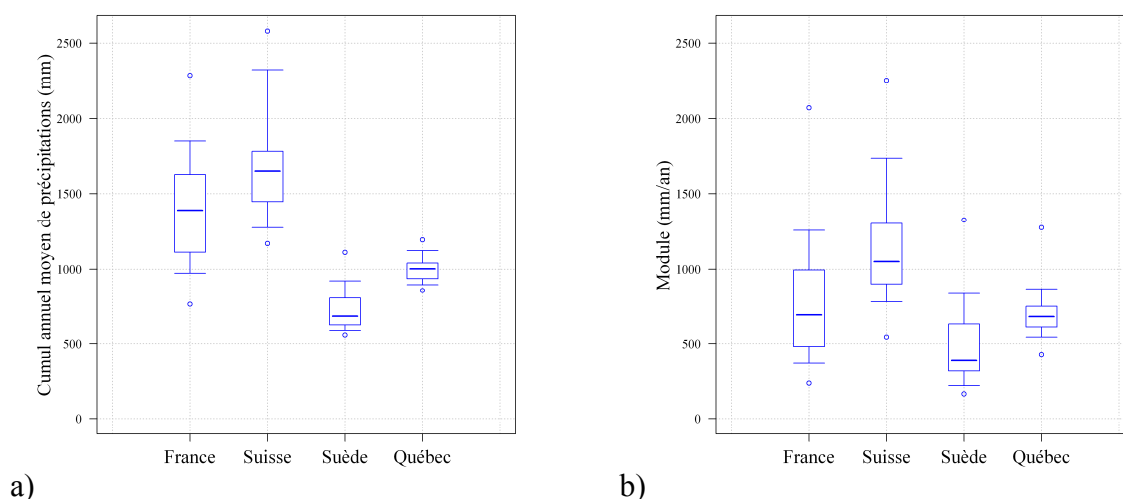 Cumul annuel moyen de précipitations (mm)
2500
2000
1500
1000
500
0
France Suisse Suède Québec
a)
Module (mm/an)
2500
2000
1500
1000
500
0
France Suisse Suède Québec
b)